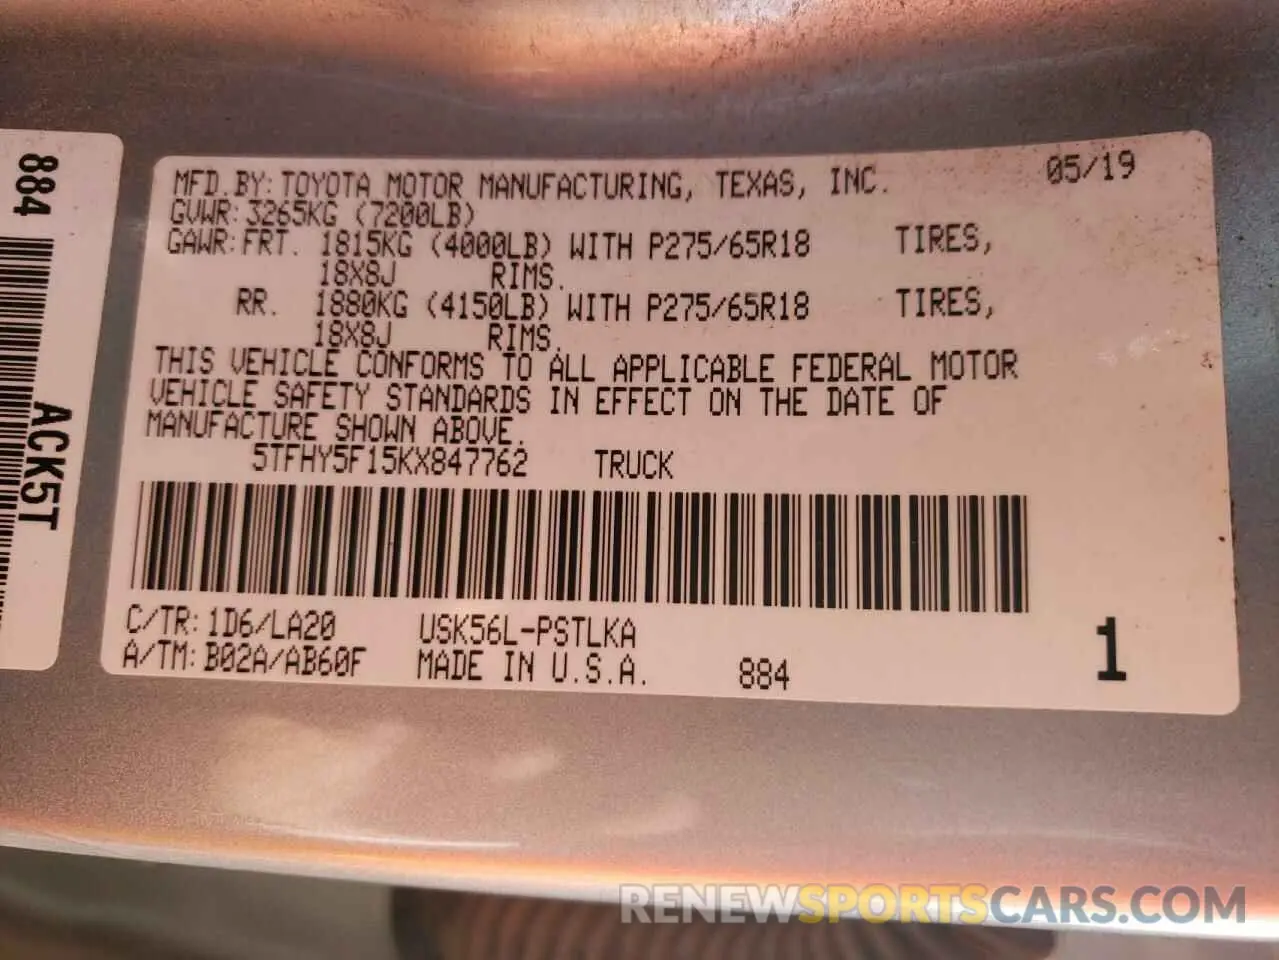 884
ACK5T
MFD.BY: TOYOTA MOTOR MANUFACTURING, TEXAS, INC. 05/19
GVWR: 3265KG (7200LB)
GAWR: FRT. 1815KG (4000LB) WITH P275/65R18 TIRES,
18X8J RIMS.
RR. 1880KG (4150LB) WITH P275/65R18 TIRES,
18X8J RIMS.
THIS VEHICLE CONFORMS TO ALL APPLICABLE FEDERAL MOTOR
VEHICLE SAFETY STANDARDS IN EFFECT ON THE DATE OF
MANUFACTURE SHOWN ABOVE.
5TFHY5F15KX847762 TRUCK
C/TR: 1D6/LA20 USK56L-PSTLKA
A/TM: B02A/AB60F MADE IN U.S.A. 884
1
RENEWSPORTSCARS.COM